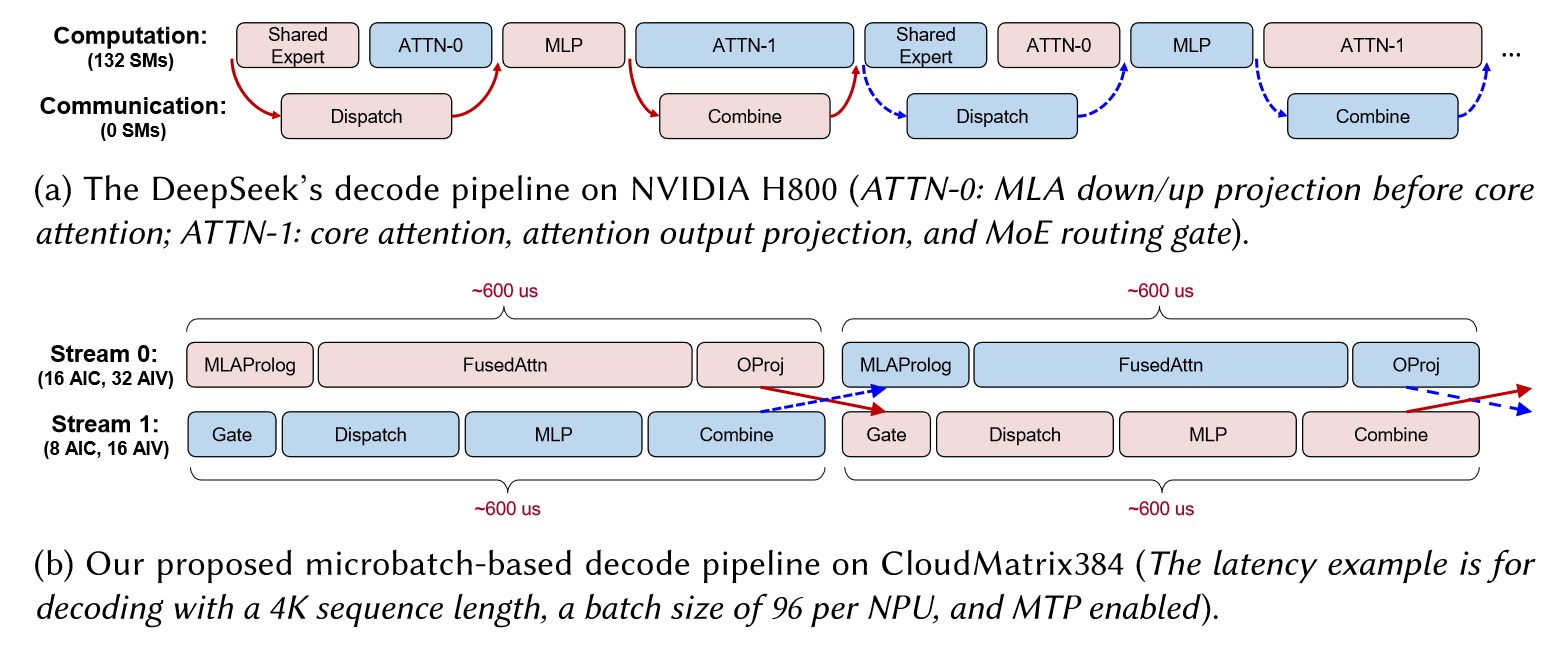 Computation:
(132 SMs)
Shared Expert
ATTN-0
MLP
ATTN-1
Shared Expert
ATTN-0
MLP
ATTN-1
...
Communication:
(0 SMs)
Dispatch
Combine
Dispatch
Combine
(a) The DeepSeek's decode pipeline on NVIDIA H800 (ATTN-0: MLA down/up projection before core
attention; ATTN-1: core attention, attention output projection, and MoE routing gate).
~600 us
~600 us
Stream 0:
(16 AIC, 32 AIV)
MLAProlog
FusedAttn
OProj
MLAProlog
FusedAttn
OProj
Stream 1:
(8 AIC, 16 AIV)
Gate
Dispatch
MLP
Combine
Gate
Dispatch
MLP
Combine
~600 us
~600 us
(b) Our proposed microbatch-based decode pipeline on CloudMatrix384 (The latency example is for
decoding with a 4K sequence length, a batch size of 96 per NPU, and MTP enabled).